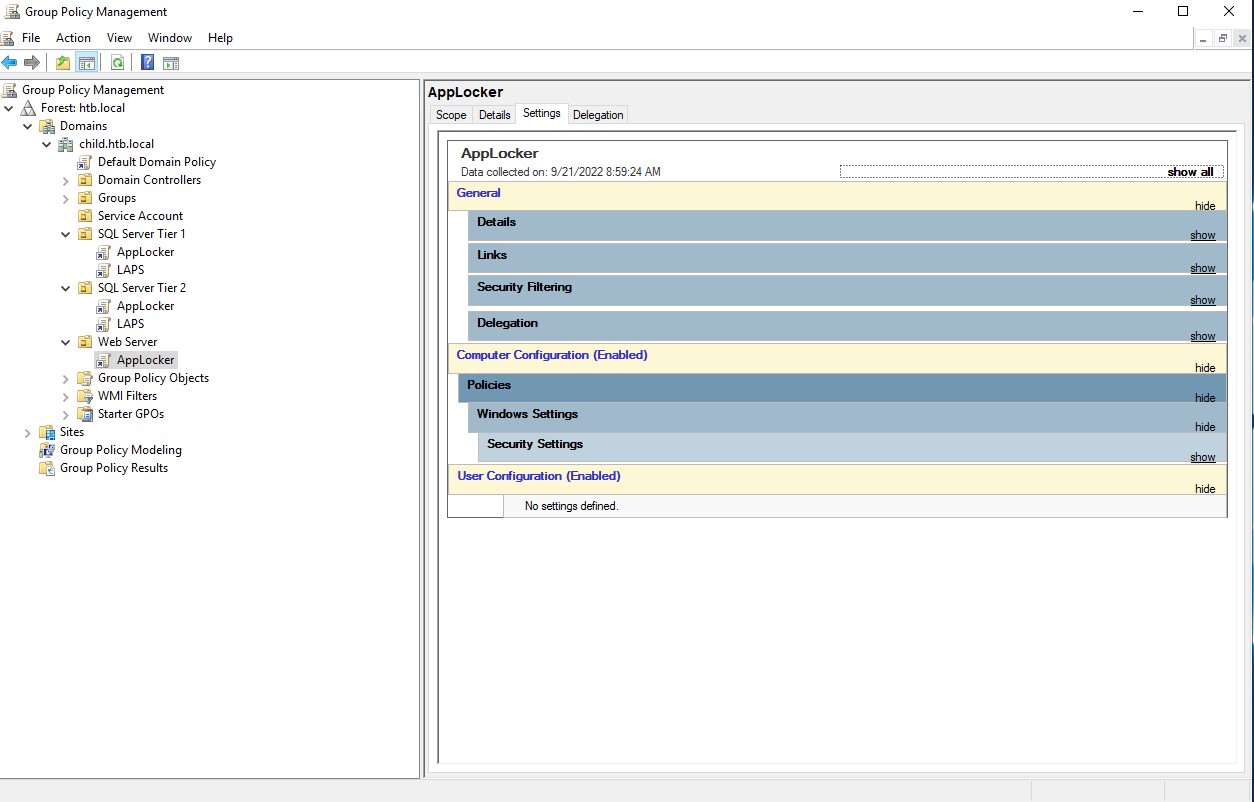 Group Policy Management
File Action View Window Help
Group Policy Management
Forest: htb.local
Domains
child.htb.local
Default Domain Policy
Domain Controllers
Groups
Service Account
SQL Server Tier 1
AppLocker
LAPS
SQL Server Tier 2
AppLocker
LAPS
Web Server
AppLocker
Group Policy Objects
WMI Filters
Starter GPOs
Sites
Group Policy Modeling
Group Policy Results
AppLocker
Scope Details Settings Delegation
AppLocker
Data collected on: 9/21/2022 8:59:24 AM show all
General
hide
Details
show
Links
show
Security Filtering
show
Delegation
show
Computer Configuration (Enabled)
hide
Policies
hide
Windows Settings
hide
Security Settings
show
User Configuration (Enabled)
hide
No settings defined.